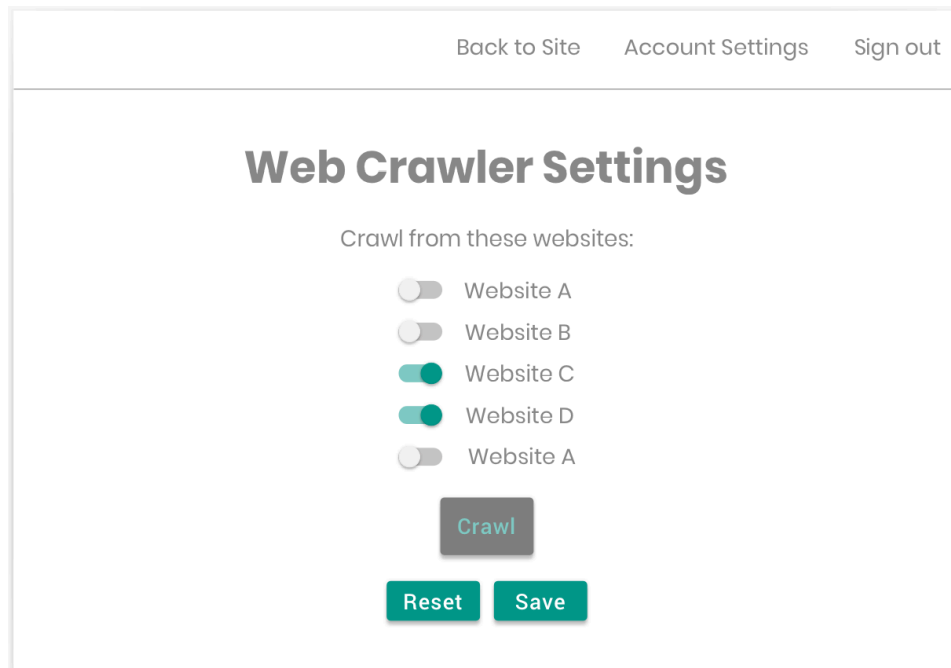 Back to Site Account Settings Sign out
Web Crawler Settings
Crawl from these websites:
Website A
Website B
Website C
Website D
Website A
Crawl
Reset Save